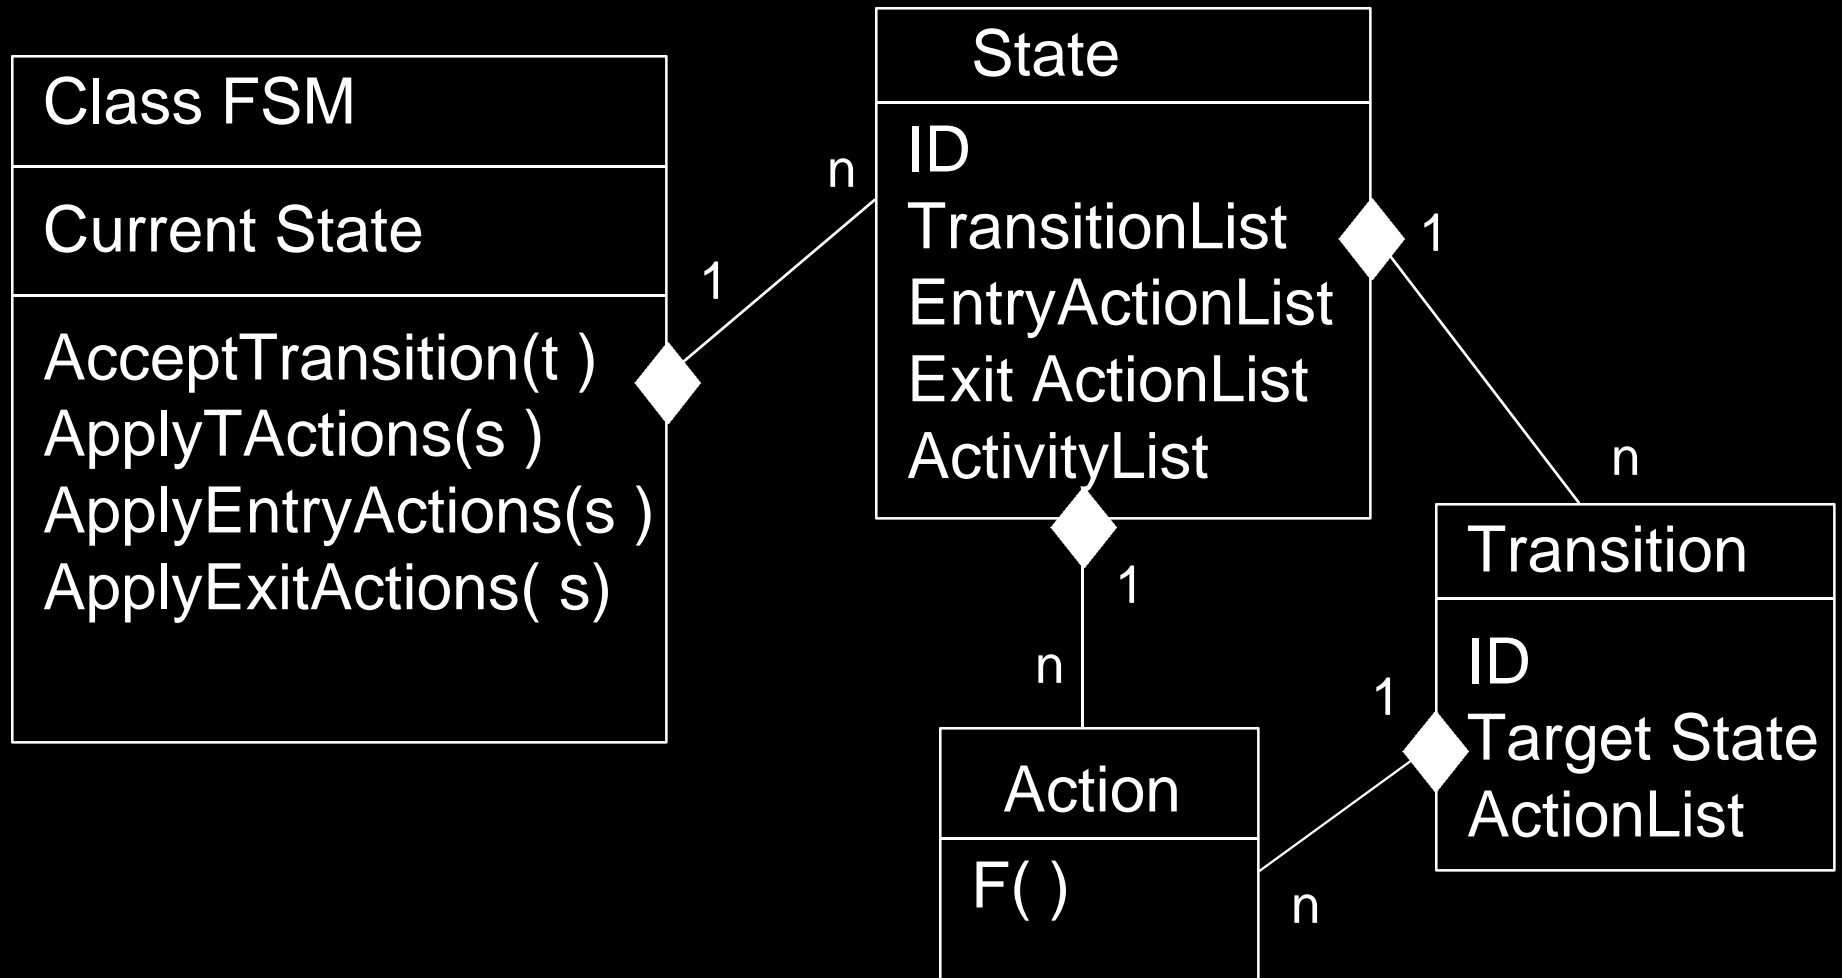 Class FSM
Current State
AcceptTransition(t )
ApplyTActions(s )
ApplyEntryActions(s )
ApplyExitActions( s)
1
n
State
ID
TransitionList
EntryActionList
Exit ActionList
ActivityList
1
n
1
n
Transition
ID
Target State
ActionList
1
n
Action
F( )